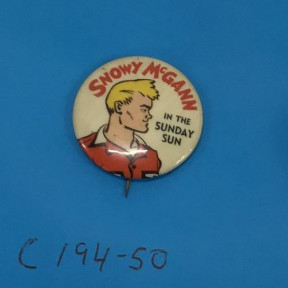 SNOWY McGANN
IN THE
SUNDAY
SUN
C 194-50